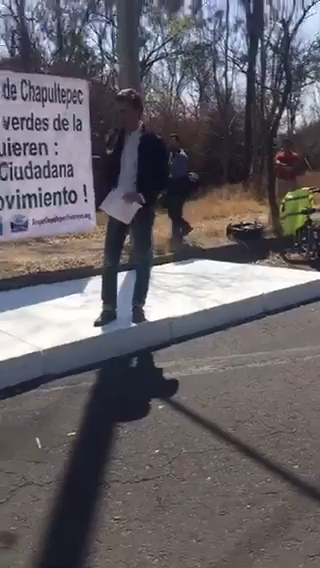 de Chapultepec
verdes de la
uieren :
Ciudadana
ovimiento !